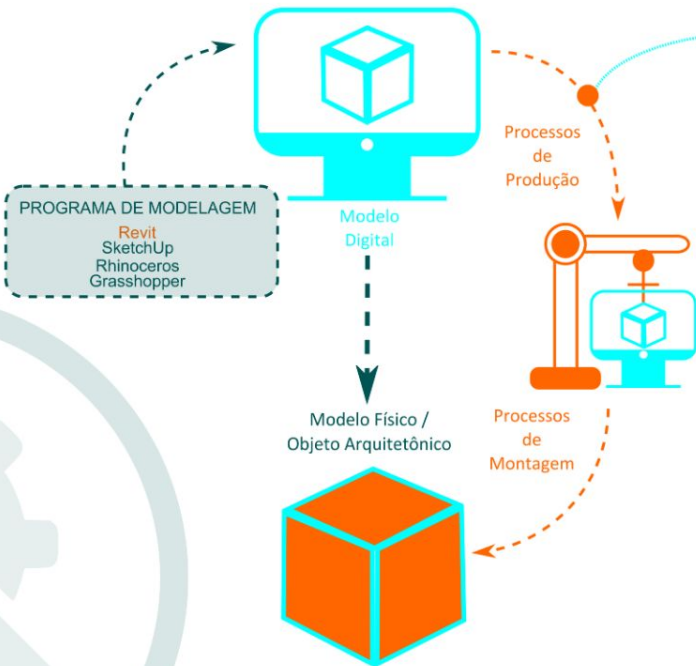 Processos
de
Produção
PROGRAMA DE MODELAGEM
Revit
SketchUp
Rhinoceros
Grasshopper
Modelo
Digital
Modelo Físico /
Objeto Arquitetônico
Processos
de
Montagem